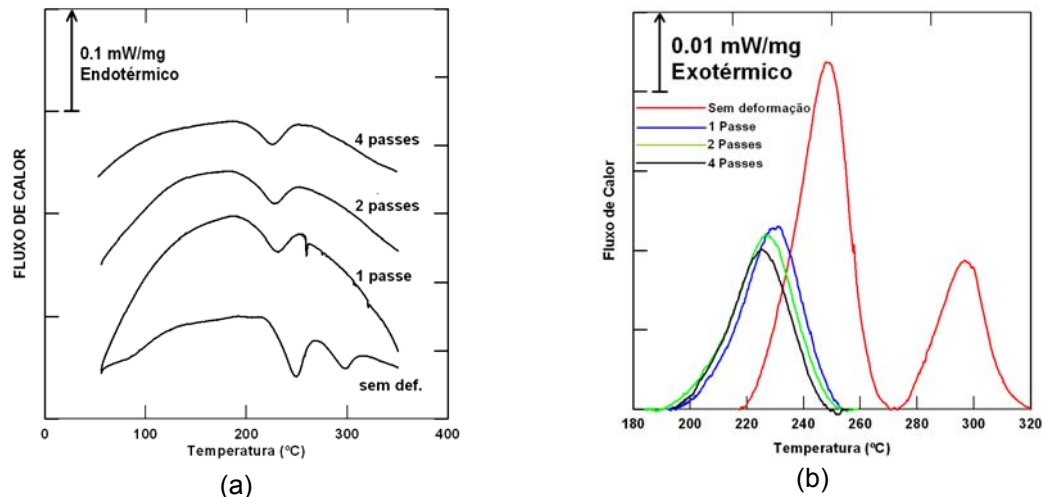 0.1 mW/mg
Endotérmico
4 passes
2 passes
1 passe
sem def.
FLUXO DE CALOR
0 100 200 300 400
Temperatura (ºC)
(a)
0.01 mW/mg
Exotérmico
Sem deformação
1 Passe
2 Passes
4 Passes
Fluxo de Calor
180 200 220 240 260 280 300 320
Temperatura (ºC)
(b)